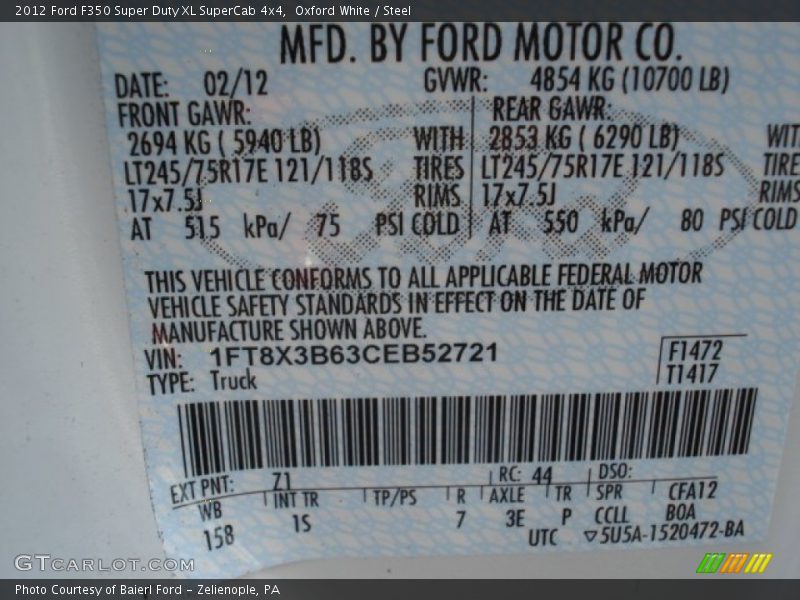 2012 Ford F350 Super Duty XL SuperCab 4x4,  Oxford White / Steel
MFD. BY FORD MOTOR CO.
DATE: 02/12 GVWR: 4854 KG (10700 LB)
FRONT GAWR: REAR GAWR:
2694 KG ( 5940 LB) WITH 2853 KG ( 6290 LB) WIT
LT245/75R17E 121/118S TIRES LT245/75R17E 121/118S TIRE
17x7.5J RIMS 17x7.5J RIMS
AT 515 kPa/ 75 PSI COLD AT 550 kPa/ 80 PSI COLD
THIS VEHICLE CONFORMS TO ALL APPLICABLE FEDERAL MOTOR
VEHICLE SAFETY STANDARDS IN EFFECT ON THE DATE OF
MANUFACTURE SHOWN ABOVE.
VIN: 1FT8X3B63CEB52721 F1472
TYPE: Truck T1417
EXT PNT: Z1 RC: 44 DSO:
WB INT TR TP/PS R AXLE TR SPR CFA12
158 1S 7 3E P CCLL BOA
UTC ▽5U5A-1520472-BA
GTCARLOT.COM
Photo Courtesy of Baierl Ford - Zelienople, PA